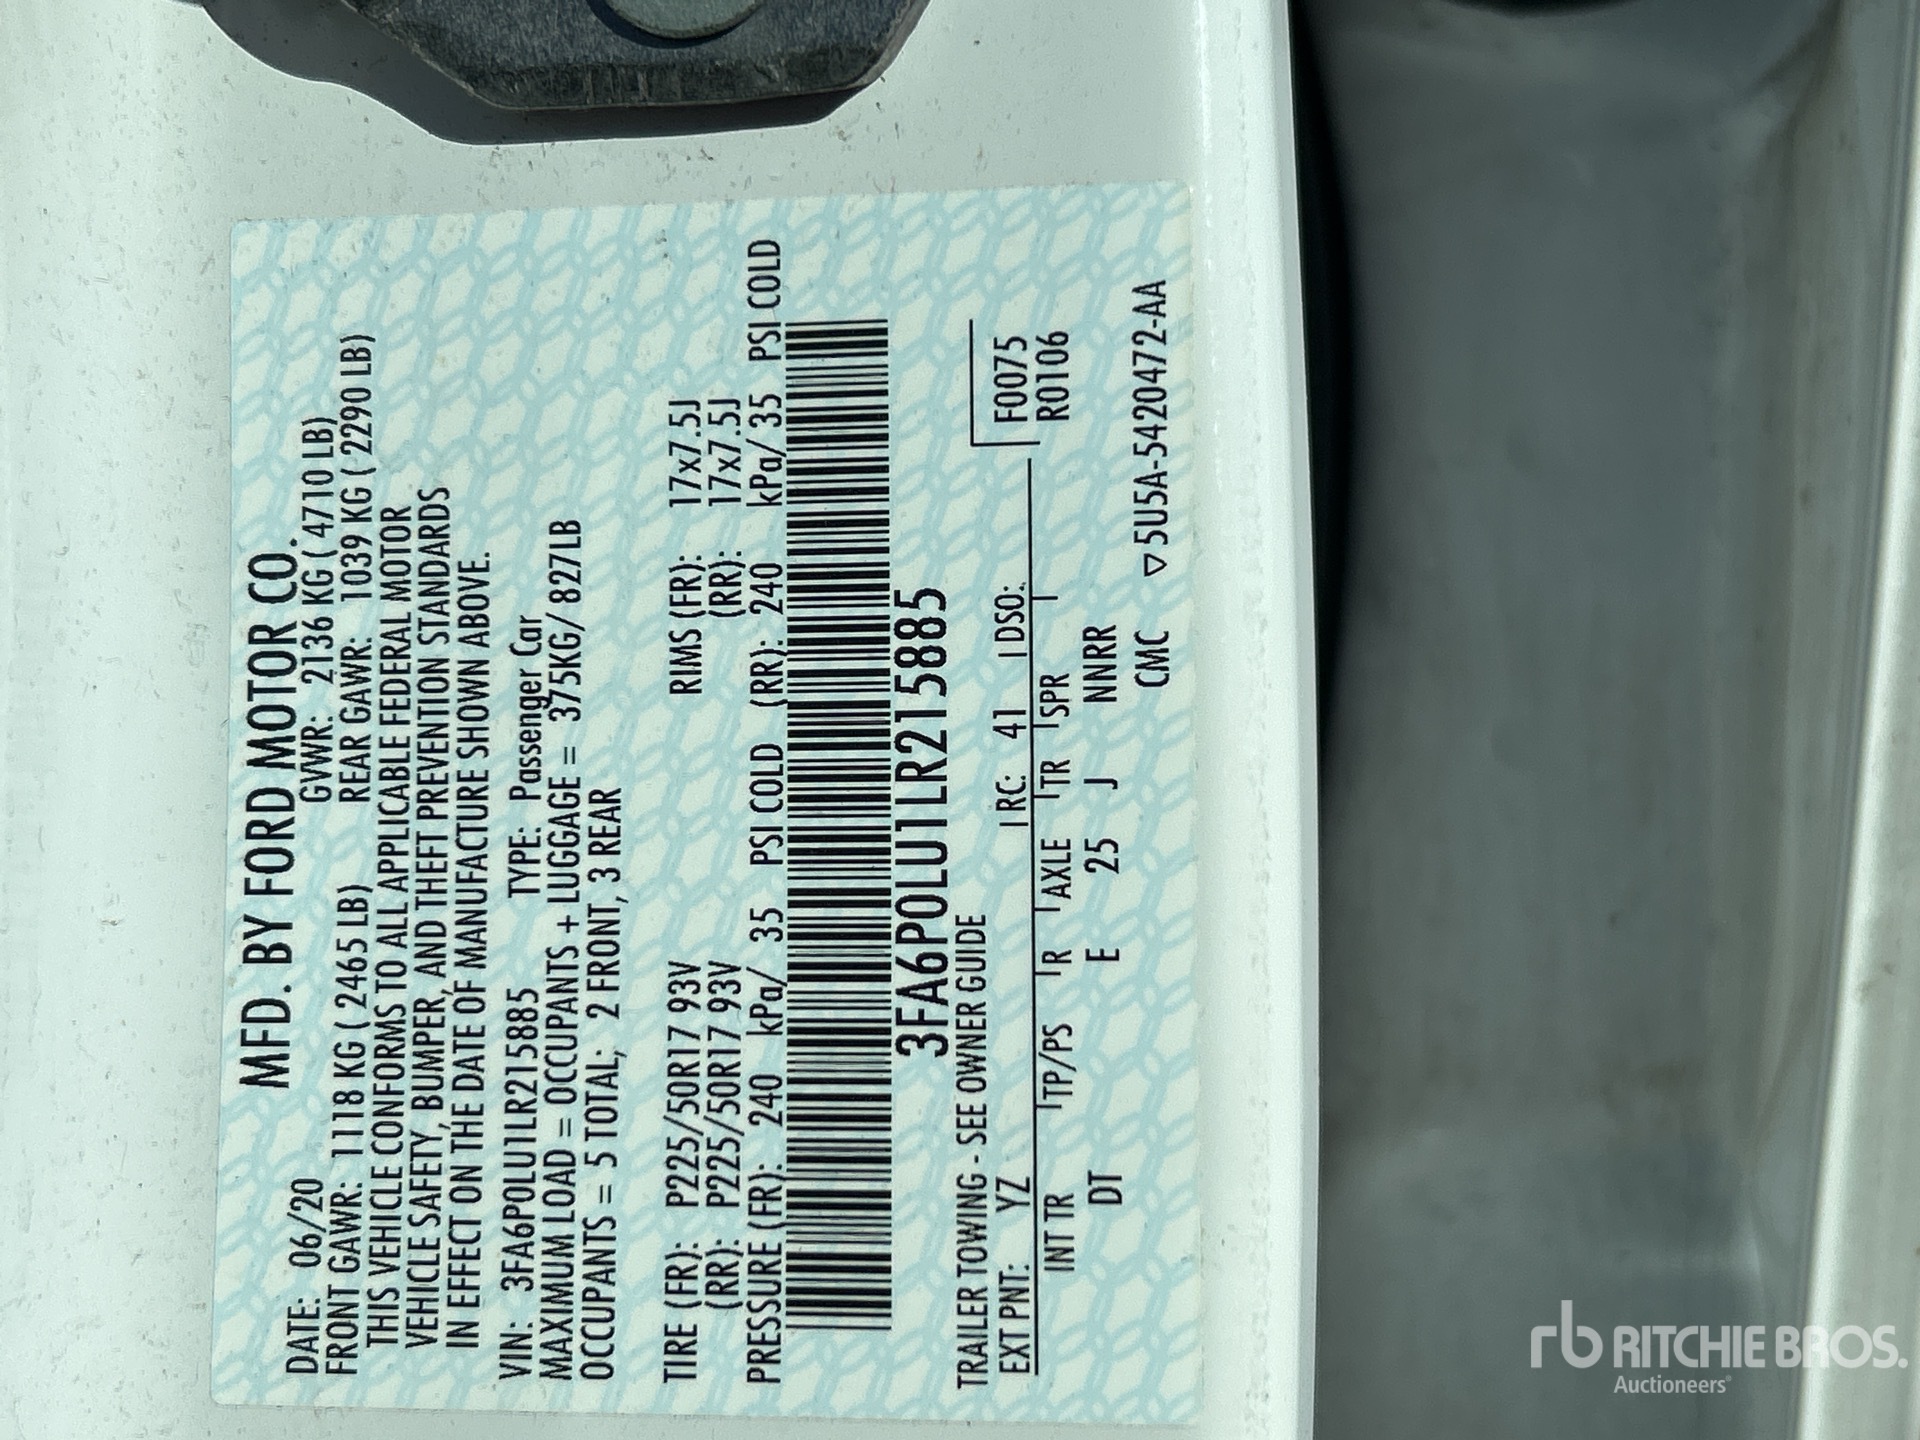 MFD. BY FORD MOTOR CO.
DATE: 06/20 GVWR: 2136 KG ( 4710 LB)
FRONT GAWR: 1118 KG ( 2465 LB) REAR GAWR: 1039 KG ( 2290 LB)
THIS VEHICLE CONFORMS TO ALL APPLICABLE FEDERAL MOTOR
VEHICLE SAFETY, BUMPER, AND THEFT PREVENTION STANDARDS
IN EFFECT ON THE DATE OF MANUFACTURE SHOWN ABOVE.
VIN: 3FA6P0LU1LR215885 TYPE: Passenger Car
MAXIMUM LOAD = OCCUPANTS + LUGGAGE = 375KG/ 827LB
OCCUPANTS = 5 TOTAL; 2 FRONT, 3 REAR
TIRE (FR): P225/50R17 93V RIMS (FR): 17x7.5J
(RR): P225/50R17 93V (RR): 17x7.5J
PRESSURE (FR): 240 kPa/ 35 PSI COLD (RR): 240 kPa/ 35 PSI COLD
3FA6P0LU1LR215885
TRAILER TOWING - SEE OWNER GUIDE
EXT PNT: YZ RC: 41 DSO: F0075
R0106
INT TR TP/PS R AXLE TR SPR
DT E 25 J NNRR
CMC ▽5U5A-5420472-AA
rb RITCHIE BROS.
Auctioneers